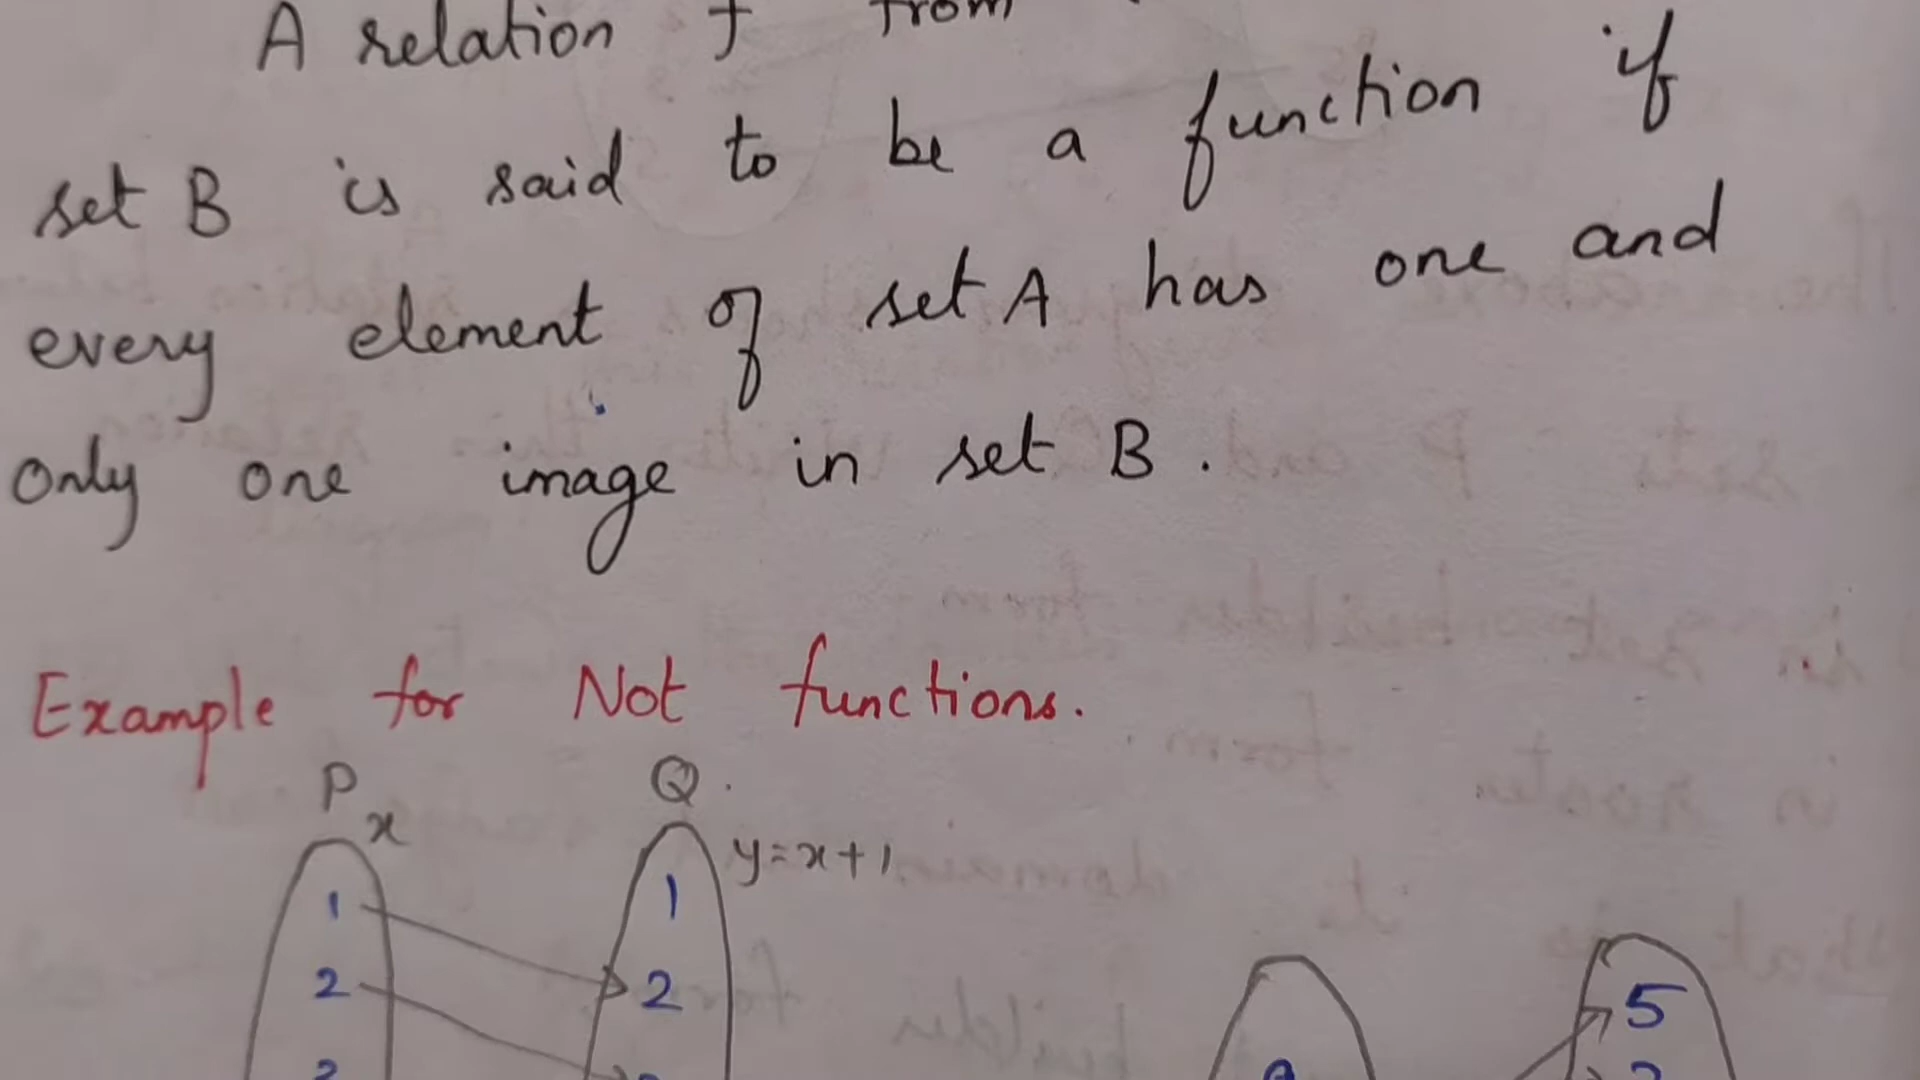 A relation f from
set B is said to be a function if
every element of set A has one and
only one image in set B.
Example for Not functions.
P Q
x
y=x+1
1 1
2 2 5